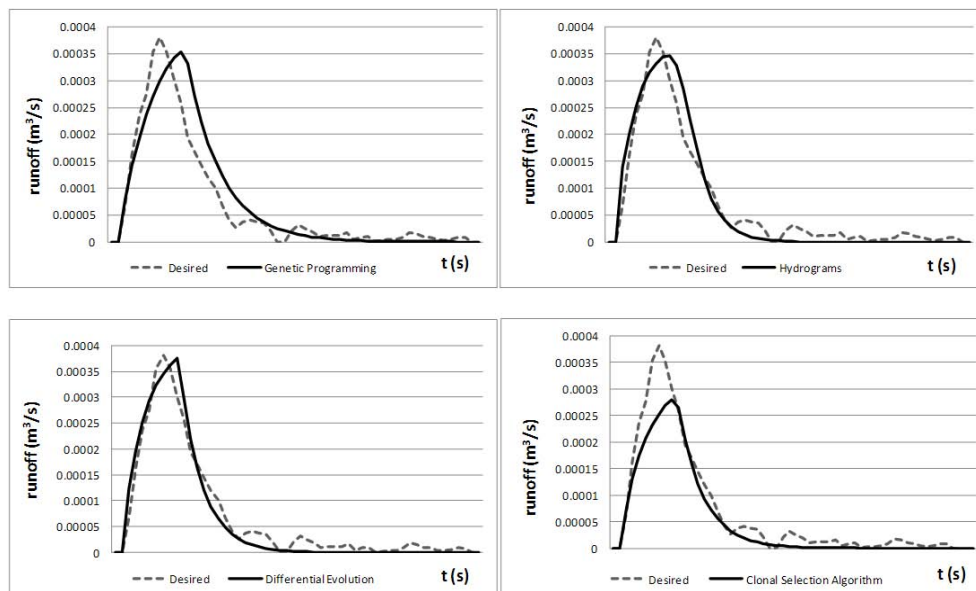 0.0004
0.00035
0.0003
0.00025
0.0002
0.00015
0.0001
0.00005
0
runoff (m³/s)
t (s)
Desired
Genetic Programming
0.0004
0.00035
0.0003
0.00025
0.0002
0.00015
0.0001
0.00005
0
runoff (m³/s)
t (s)
Desired
Hydrograms
0.0004
0.00035
0.0003
0.00025
0.0002
0.00015
0.0001
0.00005
0
runoff (m³/s)
t (s)
Desired
Differential Evolution
0.0004
0.00035
0.0003
0.00025
0.0002
0.00015
0.0001
0.00005
0
runoff (m³/s)
t (s)
Desired
Clonal Selection Algorithm